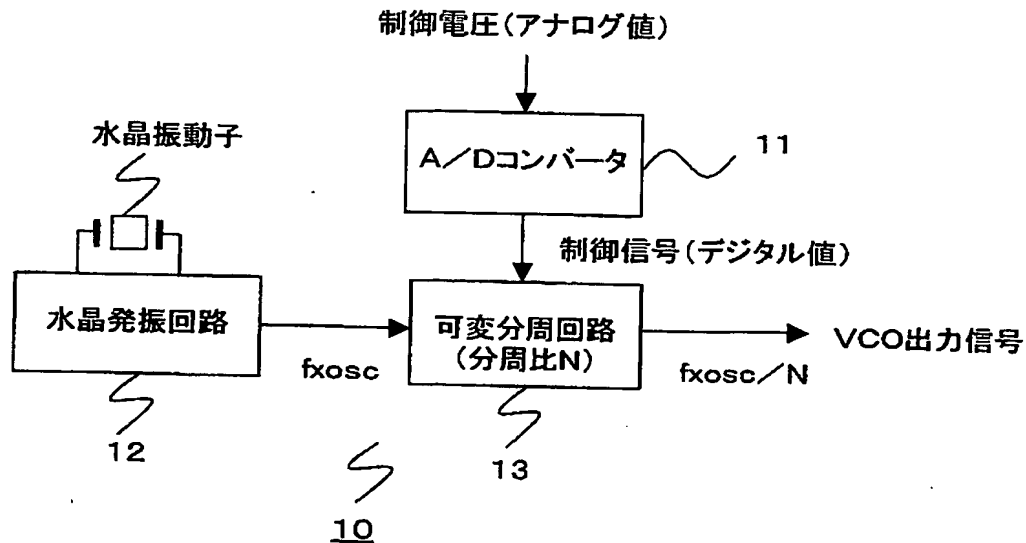 制御電圧(アナログ値)
水晶振動子
A/Dコンバータ
11
制御信号(デジタル値)
水晶発振回路
fxosc
可変分周回路
(分周比N)
fxosc/N
VCO出力信号
12
13
10